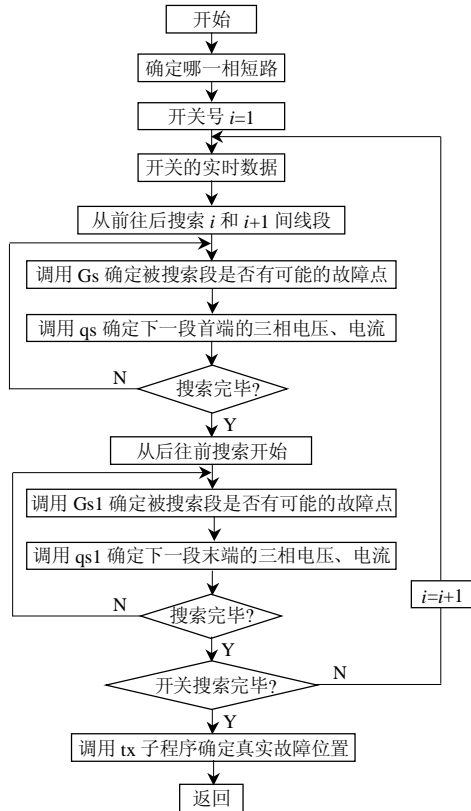 开始
确定哪一相短路
开关号 i=1
开关的实时数据
从前往后搜索 i 和 i+1 间线段
调用 Gs 确定被搜索段是否有可能的故障点
调用 qs 确定下一段首端的三相电压、电流
N
搜索完毕?
Y
从后往前搜索开始
调用 Gs1 确定被搜索段是否有可能的故障点
调用 qs1 确定下一段末端的三相电压、电流
i=i+1
N
搜索完毕?
Y
开关搜索完毕?
N
Y
调用 tx 子程序确定真实故障位置
返回